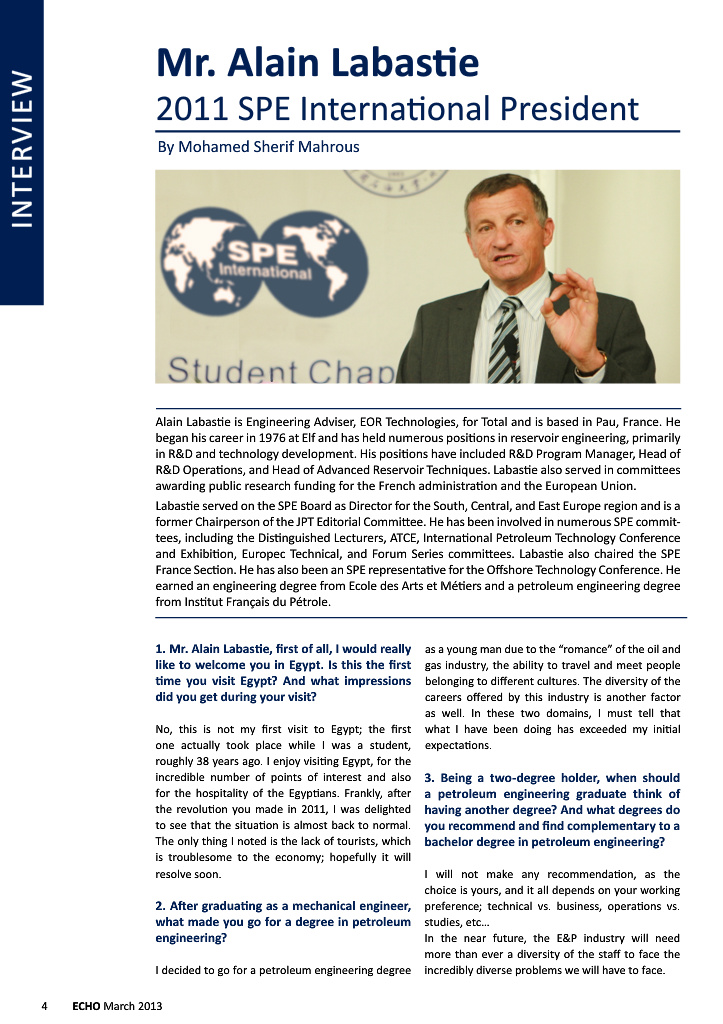 INTERVIEW
Mr. Alain Labastie
2011 SPE International President
By Mohamed Sherif Mahrous
SPE
International
Student Chap
Alain Labastie is Engineering Adviser, EOR Technologies, for Total and is based in Pau, France. He
began his career in 1976 at Elf and has held numerous positions in reservoir engineering, primarily
in R&D and technology development. His positions have included R&D Program Manager, Head of
R&D Operations, and Head of Advanced Reservoir Techniques. Labastie also served in committees
awarding public research funding for the French administration and the European Union.
Labastie served on the SPE Board as Director for the South, Central, and East Europe region and is a
former Chairperson of the JPT Editorial Committee. He has been involved in numerous SPE commit-
tees, including the Distinguished Lecturers, ATCE, International Petroleum Technology Conference
and Exhibition, Europec Technical, and Forum Series committees. Labastie also chaired the SPE
France Section. He has also been an SPE representative for the Offshore Technology Conference. He
earned an engineering degree from Ecole des Arts et Métiers and a petroleum engineering degree
from Institut Français du Pétrole.
1. Mr. Alain Labastie, first of all, I would really
like to welcome you in Egypt. Is this the first
time you visit Egypt? And what impressions
did you get during your visit?
No, this is not my first visit to Egypt; the first
one actually took place while I was a student,
roughly 38 years ago. I enjoy visiting Egypt, for the
incredible number of points of interest and also
for the hospitality of the Egyptians. Frankly, after
the revolution you made in 2011, I was delighted
to see that the situation is almost back to normal.
The only thing I noted is the lack of tourists, which
is troublesome to the economy; hopefully it will
resolve soon.
2. After graduating as a mechanical engineer,
what made you go for a degree in petroleum
engineering?
I decided to go for a petroleum engineering degree
as a young man due to the “romance” of the oil and
gas industry, the ability to travel and meet people
belonging to different cultures. The diversity of the
careers offered by this industry is another factor
as well. In these two domains, I must tell that
what I have been doing has exceeded my initial
expectations.
3. Being a two-degree holder, when should
a petroleum engineering graduate think of
having another degree? And what degrees do
you recommend and find complementary to a
bachelor degree in petroleum engineering?
I will not make any recommendation, as the
choice is yours, and it all depends on your working
preference; technical vs. business, operations vs.
studies, etc…
In the near future, the E&P industry will need
more than ever a diversity of the staff to face the
incredibly diverse problems we will have to face.
4 ECHO March 2013